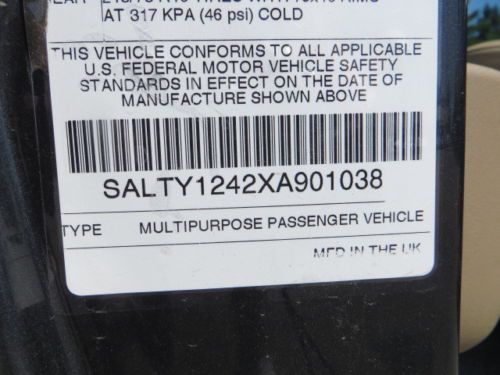 AT 317 KPA (46 psi) COLD
THIS VEHICLE CONFORMS TO ALL APPLICABLE
U.S. FEDERAL MOTOR VEHICLE SAFETY
STANDARDS IN EFFECT ON THE DATE OF
MANUFACTURE SHOWN ABOVE
SALTY1242XA901038
TYPE MULTIPURPOSE PASSENGER VEHICLE
MFD IN THE UK